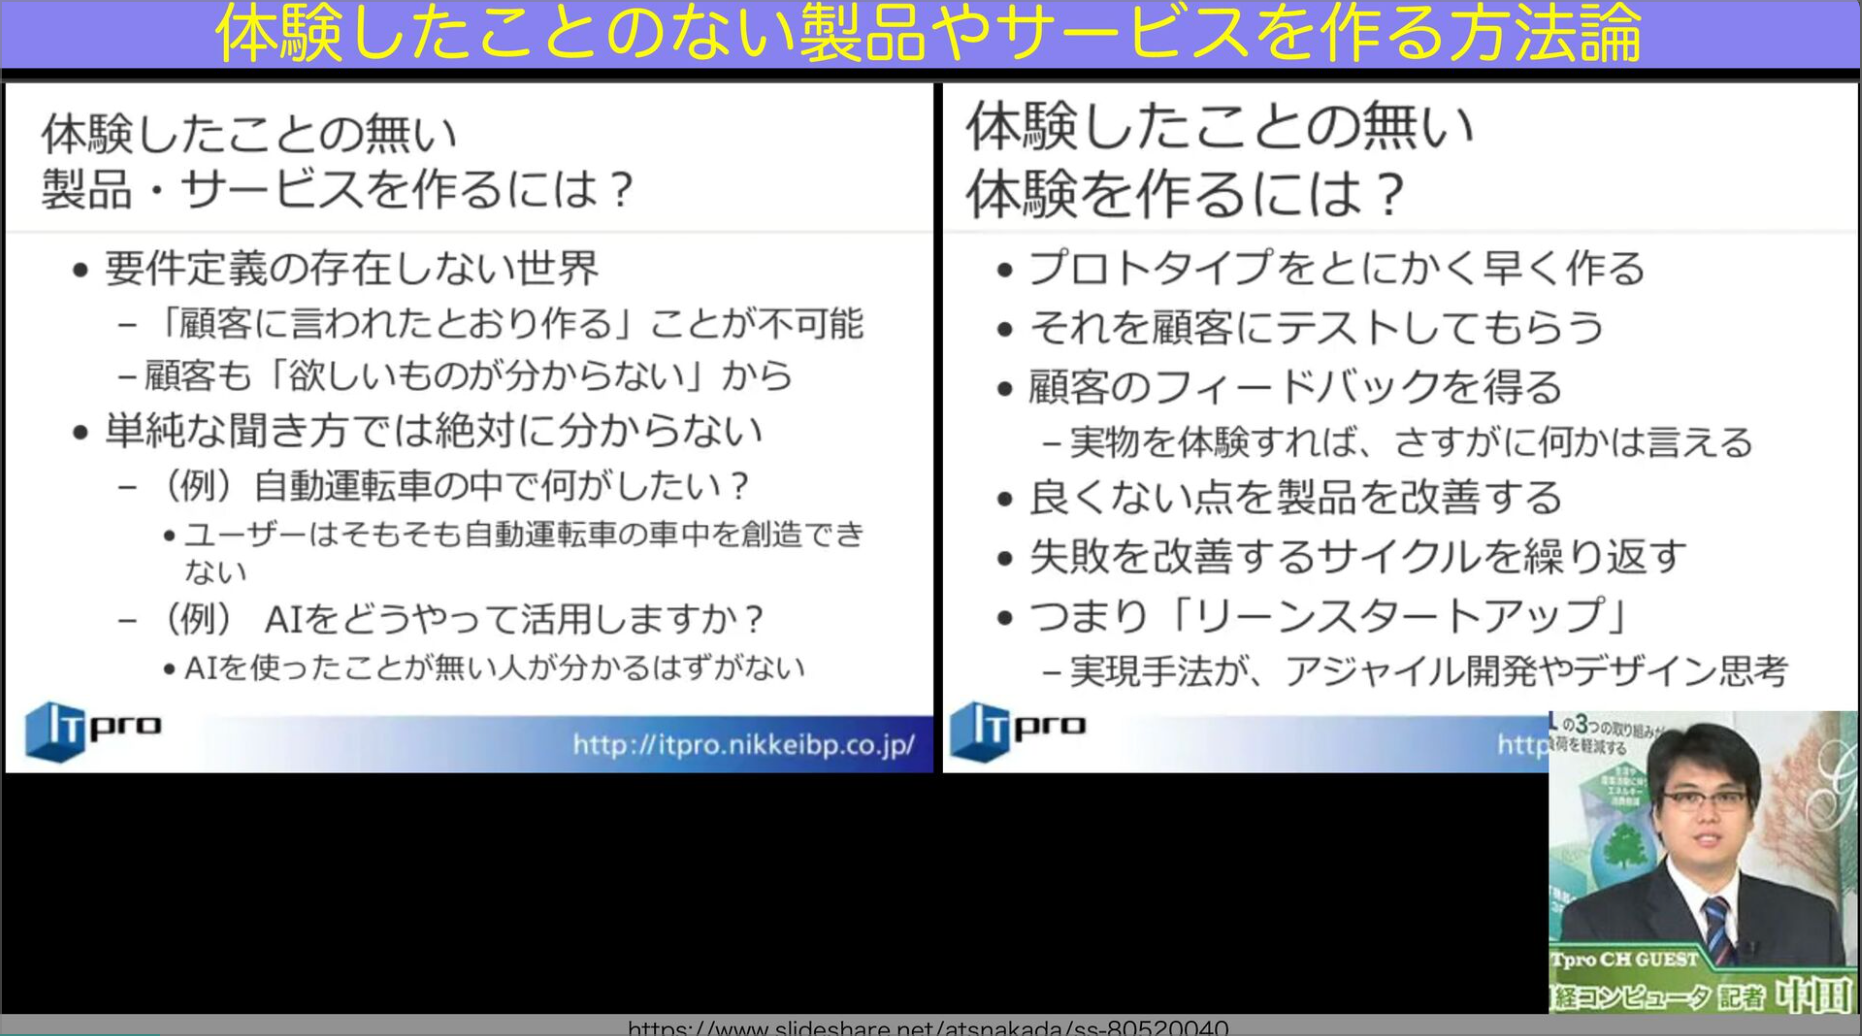 体験したことのない製品やサービスを作る方法論
体験したことの無い
製品・サービスを作るには？
• 要件定義の存在しない世界
– 「顧客に言われたとおり作る」ことが不可能
– 顧客も「欲しいものが分からない」から
• 単純な聞き方では絶対に分からない
– （例）自動運転車の中で何がしたい？
• ユーザーはそもそも自動運転車の車中を創造でき
ない
– （例） AIをどうやって活用しますか？
• AIを使ったことが無い人が分かるはずがない
ITpro
http://itpro.nikkeibp.co.jp/
体験したことの無い
体験を作るには？
• プロトタイプをとにかく早く作る
• それを顧客にテストしてもらう
• 顧客のフィードバックを得る
– 実物を体験すれば、さすがに何かは言える
• 良くない点を製品を改善する
• 失敗を改善するサイクルを繰り返す
• つまり「リーンスタートアップ」
– 実現手法が、アジャイル開発やデザイン思考
ITpro
http
の3つの取り組みが
荷を軽減する
エネルギー
Tpro CH GUEST
経コンピュータ 記者 中田
https://www.slideshare.net/atsnakada/ss-80520040